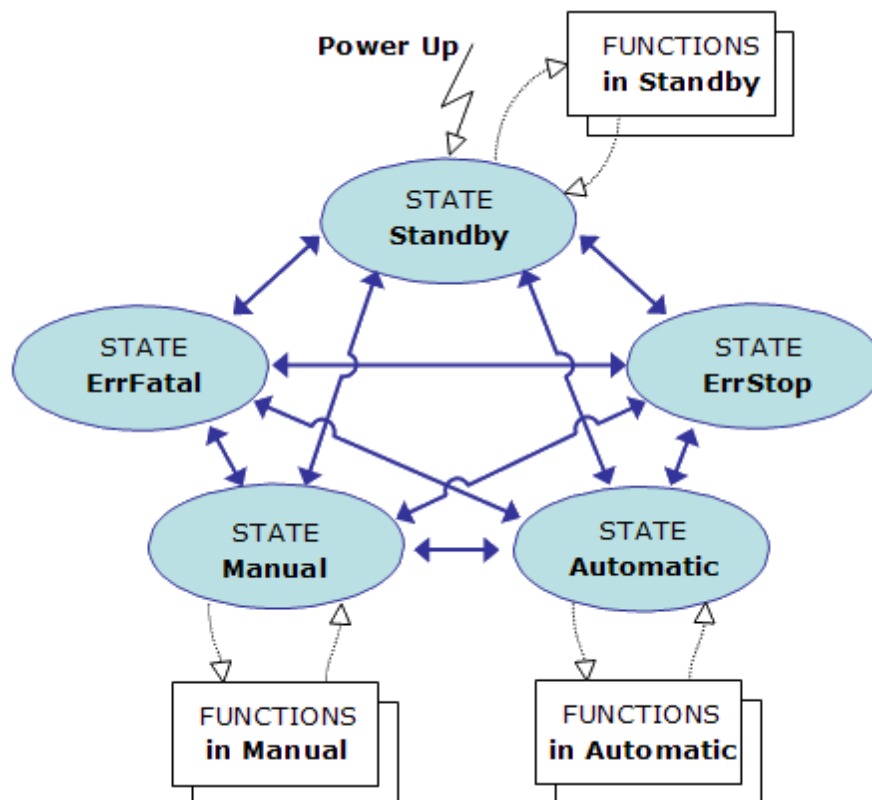 Power Up
FUNCTIONS
in Standby
STATE
Standby
STATE
ErrFatal
STATE
ErrStop
STATE
Manual
STATE
Automatic
FUNCTIONS
in Manual
FUNCTIONS
in Automatic